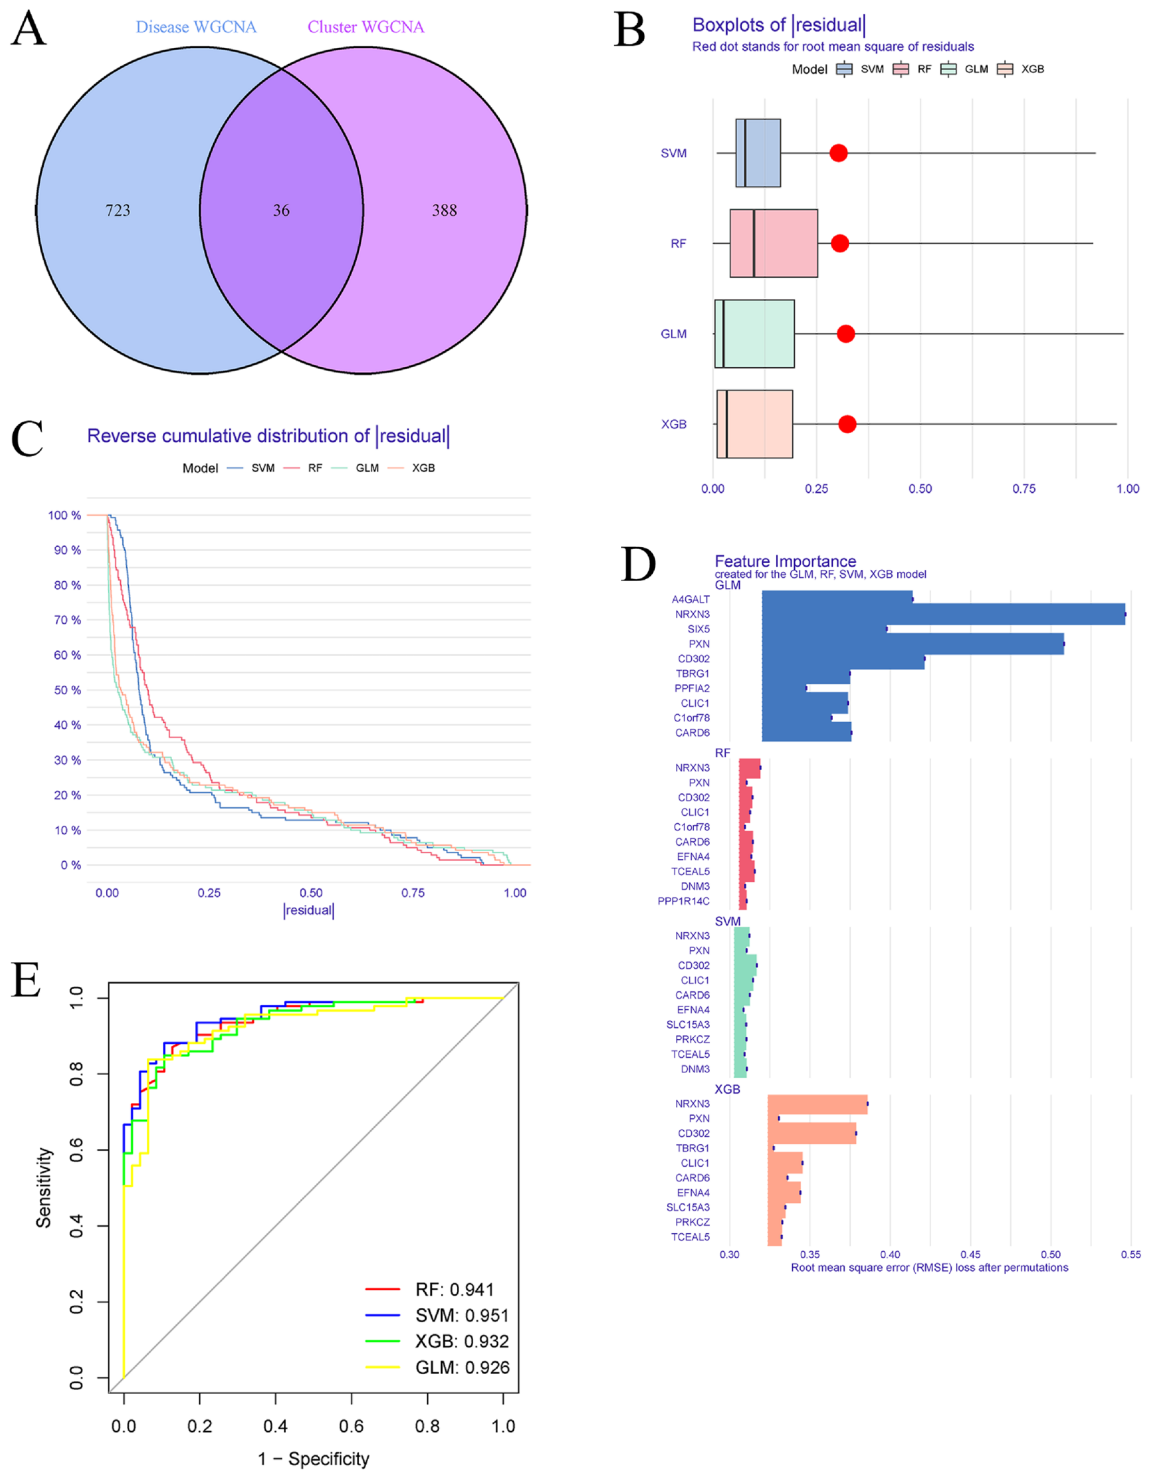 A
Disease WGCNA
Cluster WGCNA
723
36
388
B
Boxplots of |residual|
Red dot stands for root mean square of residuals
Model SVM RF GLM XGB
SVM
RF
GLM
XGB
0.00 0.25 0.50 0.75 1.00
C
Reverse cumulative distribution of |residual|
Model SVM RF GLM XGB
100 %
90 %
80 %
70 %
60 %
50 %
40 %
30 %
20 %
10 %
0 %
0.00 0.25 0.50 0.75 1.00
|residual|
D
Feature Importance
created for the GLM, RF, SVM, XGB model
GLM
A4GALT
NRXN3
SIX5
PXN
CD302
TBRG1
PPFIA2
CLIC1
C1orf78
CARD6
RF
NRXN3
PXN
CD302
CLIC1
C1orf78
CARD6
EFNA4
TCEAL5
DNM3
PPP1R14C
SVM
NRXN3
PXN
CD302
CLIC1
CARD6
EFNA4
SLC15A3
PRKCZ
TCEAL5
DNM3
XGB
NRXN3
PXN
CD302
TBRG1
CLIC1
CARD6
EFNA4
SLC15A3
PRKCZ
TCEAL5
0.30 0.35 0.40 0.45 0.50 0.55
Root mean square error (RMSE) loss after permutations
E
Sensitivity
1.0
0.8
0.6
0.4
0.2
0.0
RF: 0.941
SVM: 0.951
XGB: 0.932
GLM: 0.926
0.0 0.2 0.4 0.6 0.8 1.0
1 − Specificity